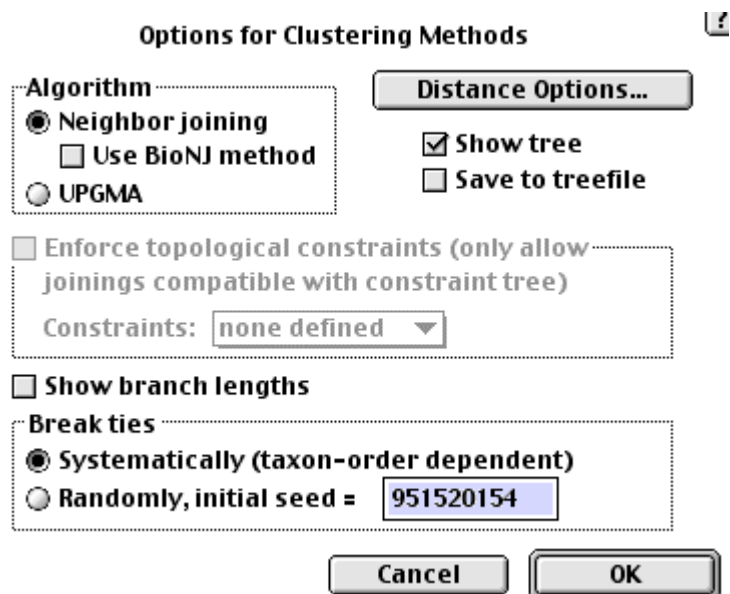 ?
Options for Clustering Methods
Algorithm
Distance Options...
Neighbor joining
Use BioNJ method
UPGMA
Show tree
Save to treefile
Enforce topological constraints (only allow
joinings compatible with constraint tree)
Constraints: none defined
Show branch lengths
Break ties
Systematically (taxon-order dependent)
Randomly, initial seed = 951520154
Cancel
OK